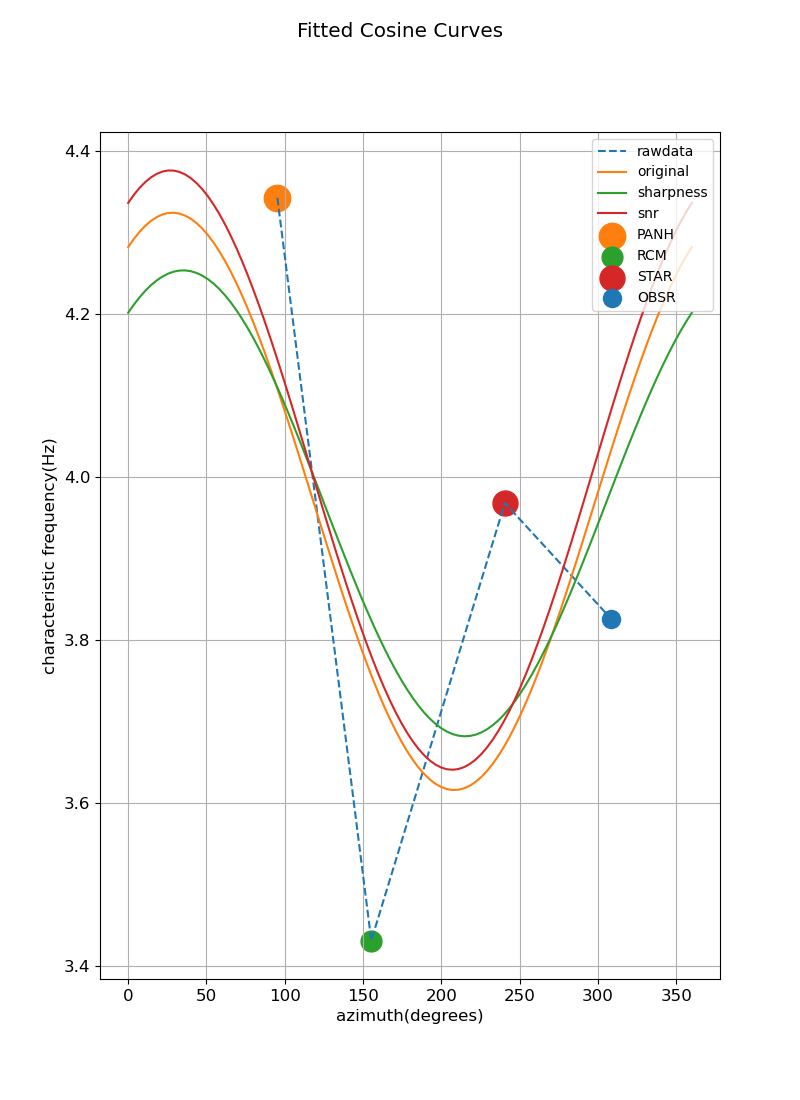 Fitted Cosine Curves
4.4
4.2
4.0
3.8
3.6
3.4
characteristic frequency(Hz)
0 50 100 150 200 250 300 350
azimuth(degrees)
rawdata
original
sharpness
snr
PANH
RCM
STAR
OBSR